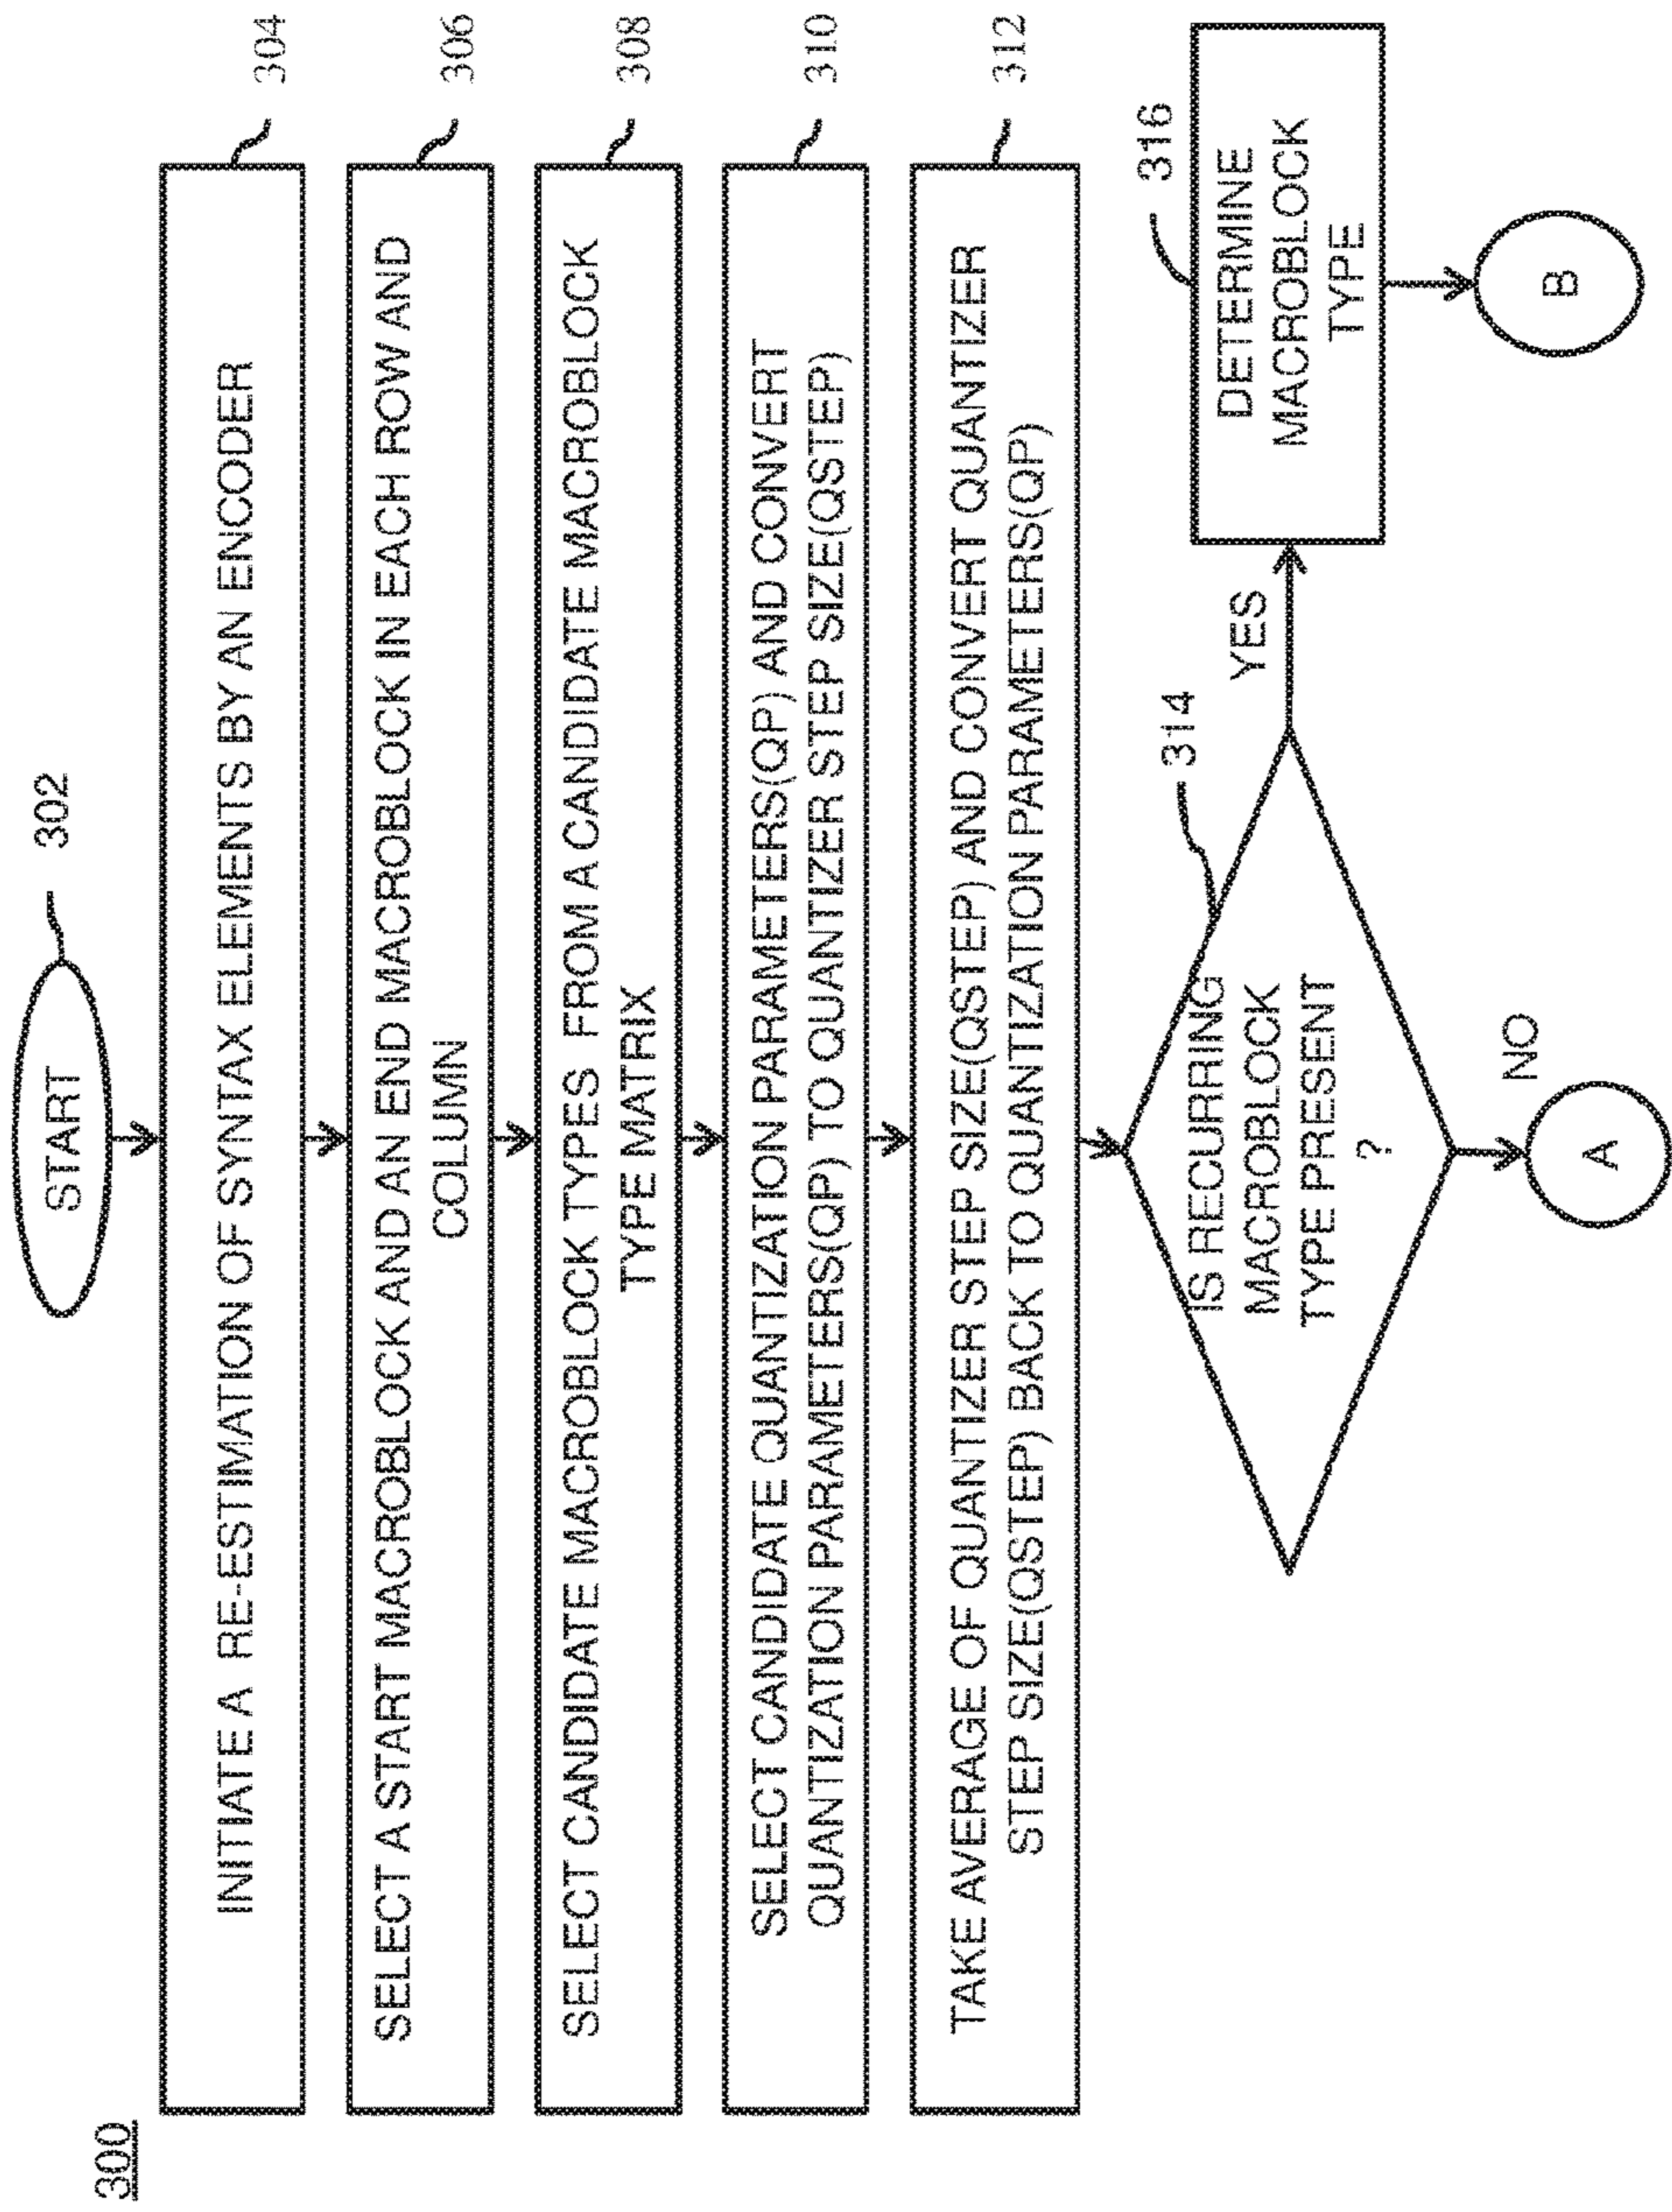 300
START
302
INITIATE A RE-ESTIMATION OF SYNTAX ELEMENTS BY AN ENCODER
304
SELECT A START MACROBLOCK AND AN END MACROBLOCK IN EACH ROW AND
COLUMN
306
SELECT CANDIDATE MACROBLOCK TYPES FROM A CANDIDATE MACROBLOCK
TYPE MATRIX
308
SELECT CANDIDATE QUANTIZATION PARAMETERS(QP) AND CONVERT
QUANTIZATION PARAMETERS(QP) TO QUANTIZER STEP SIZE(QSTEP)
310
TAKE AVERAGE OF QUANTIZER STEP SIZE(QSTEP) AND CONVERT QUANTIZER
STEP SIZE(QSTEP) BACK TO QUANTIZATION PARAMETERS(QP)
312
IS RECURRING
MACROBLOCK
TYPE PRESENT
?
314
YES
316
DETERMINE
MACROBLOCK
TYPE
NO
A
B